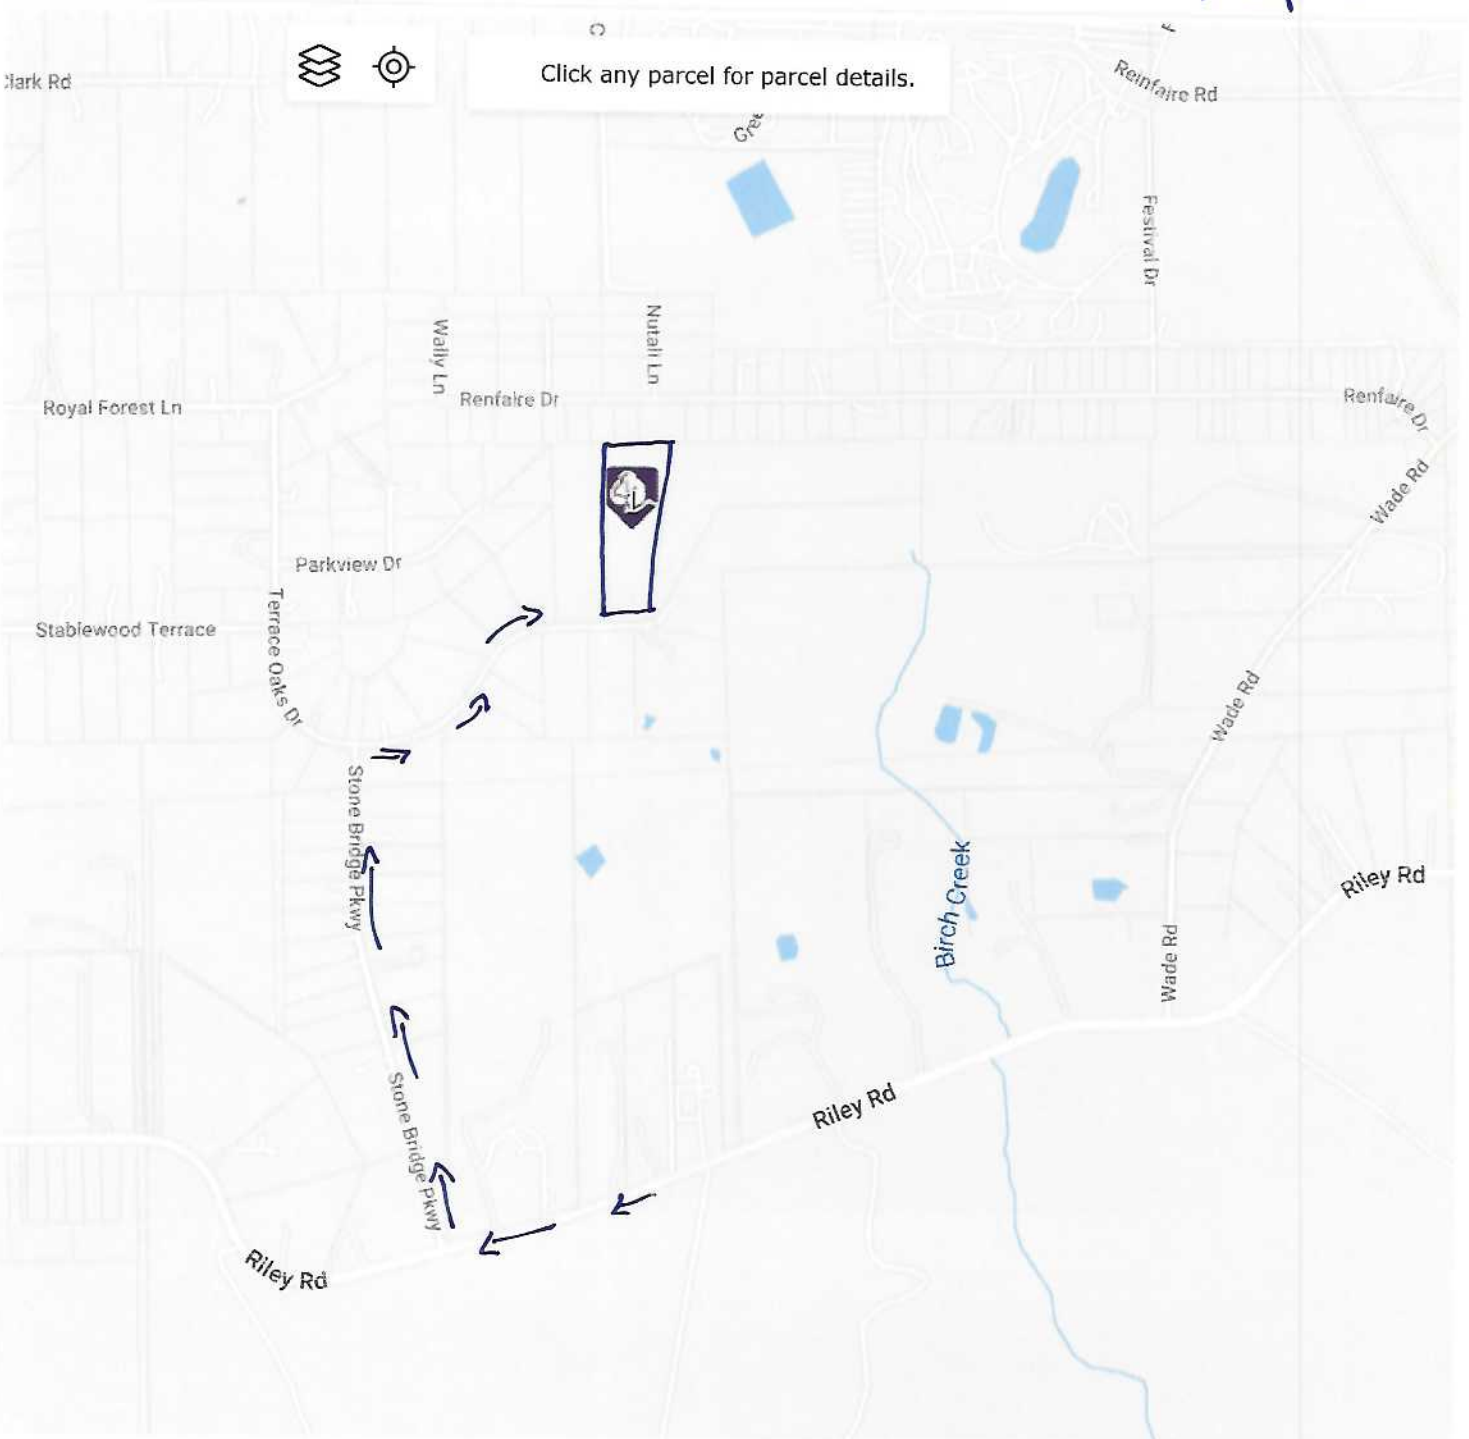 Click any parcel for parcel details.
Clark Rd
Reinfaire Rd
Gree
Festival Dr
Wally Ln
Nutall Ln
Royal Forest Ln
Renfaire Dr
Renfaire Dr
Wade Rd
Parkview Dr
Stablewood Terrace
Terrace Oaks Dr
Wade Rd
Stone Bridge Pkwy
Birch Creek
Riley Rd
Wade Rd
Stone Bridge Pkwy
Riley Rd
Riley Rd